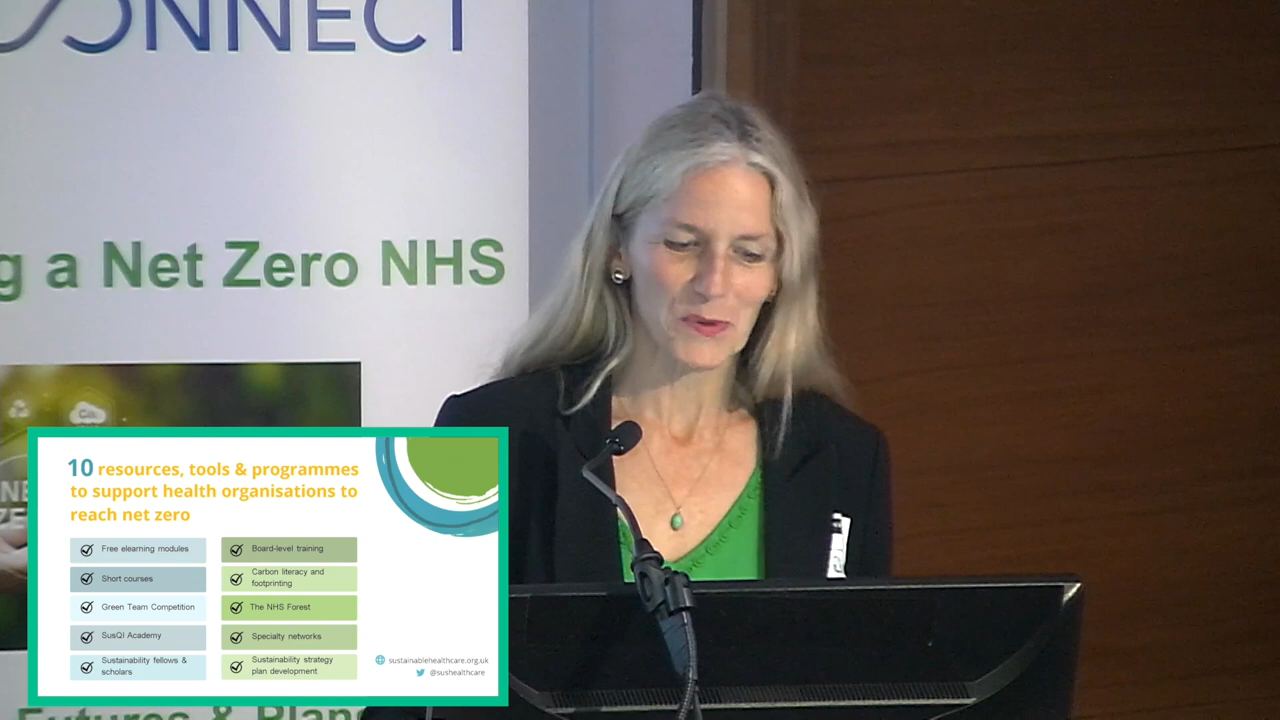 ONNECT
g a Net Zero NHS
10 resources, tools & programmes
to support health organisations to
reach net zero
Free elearning modules
Short courses
Green Team Competition
SusQI Academy
Sustainability fellows &
scholars
Board-level training
Carbon literacy and
footprinting
The NHS Forest
Specialty networks
Sustainability strategy
plan development
sustainablehealthcare.org.uk
@sushealthcare
Futures & Plan